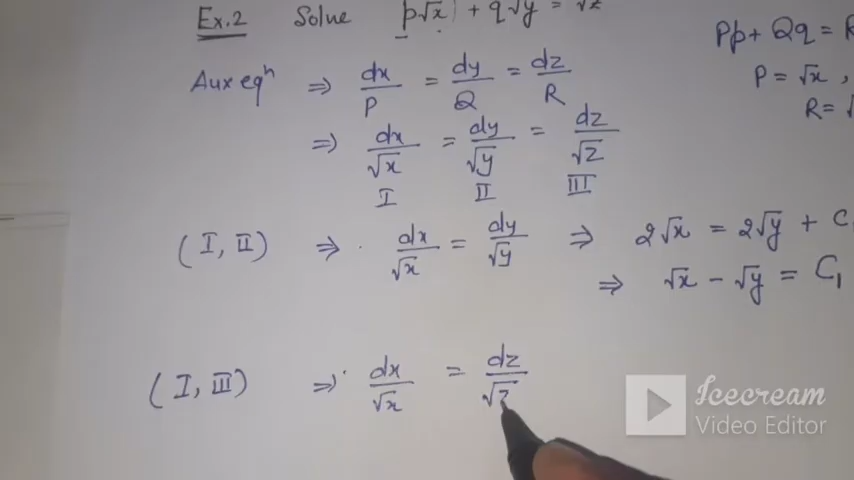 Ex.2 Solve p√x + q√y = √z
Pp + Qq = R
Aux eqⁿ ⇒ dx/P = dy/Q = dz/R
P = √x ,
R = √
⇒ dx/√x = dy/√y = dz/√z
I II III
(I, II) ⇒ dx/√x = dy/√y ⇒ 2√x = 2√y + C
⇒ √x - √y = C₁
(I, III) ⇒ dx/√x = dz/√z
Icecream
Video Editor